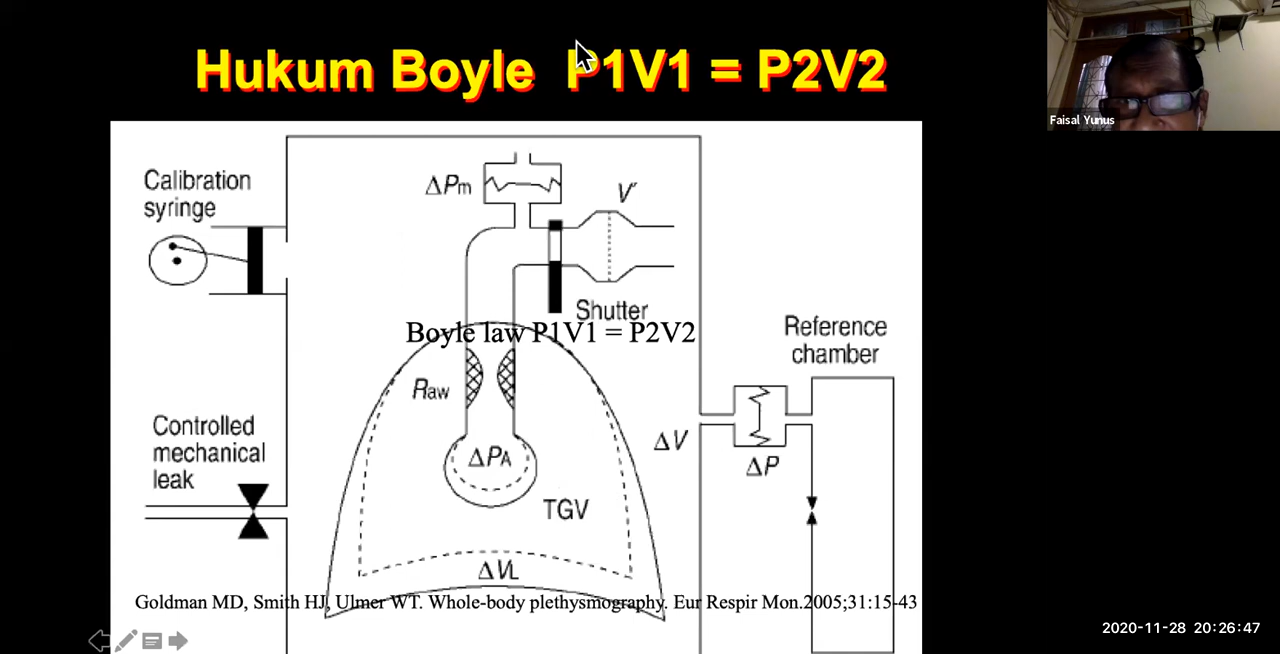 Hukum Boyle P1V1 = P2V2
Faisal Yunus
Calibration
syringe
ΔPm
V′
Shutter
Boyle law P1V1 = P2V2
Reference
chamber
Raw
Controlled
mechanical
leak
ΔV
ΔPA
ΔP
TGV
ΔVL
Goldman MD, Smith HJ, Ulmer WT. Whole-body plethysmography. Eur Respir Mon.2005;31:15-43
2020-11-28 20:26:47